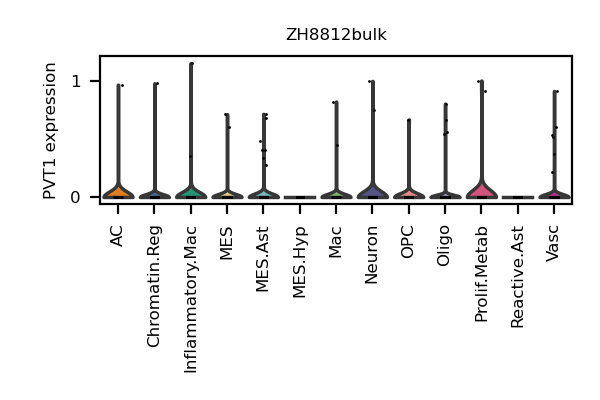 ZH8812bulk
PVT1 expression
1
0
AC
Chromatin.Reg
Inflammatory.Mac
MES
MES.Ast
MES.Hyp
Mac
Neuron
OPC
Oligo
Prolif.Metab
Reactive.Ast
Vasc